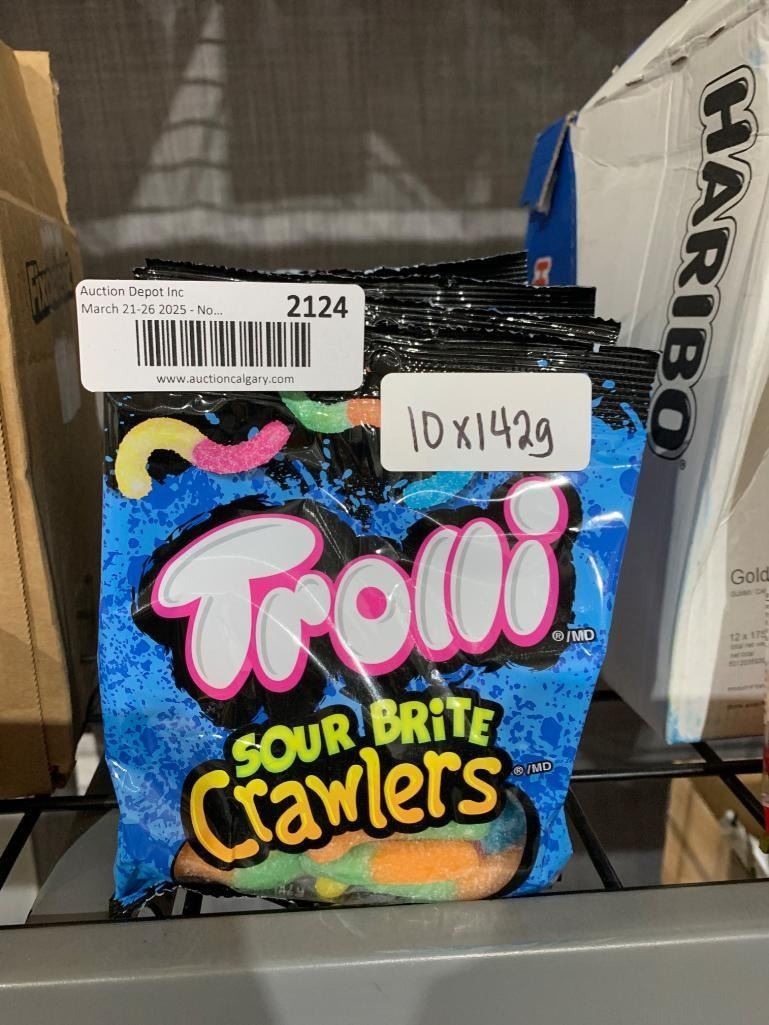 Auction Depot Inc
March 21-26 2025 - No...
2124
www.auctioncalgary.com
10x142g
Trolli
®/MD
SOUR BRiTE
Crawlers
®/MD
HARIBO
Gold
12 x 175